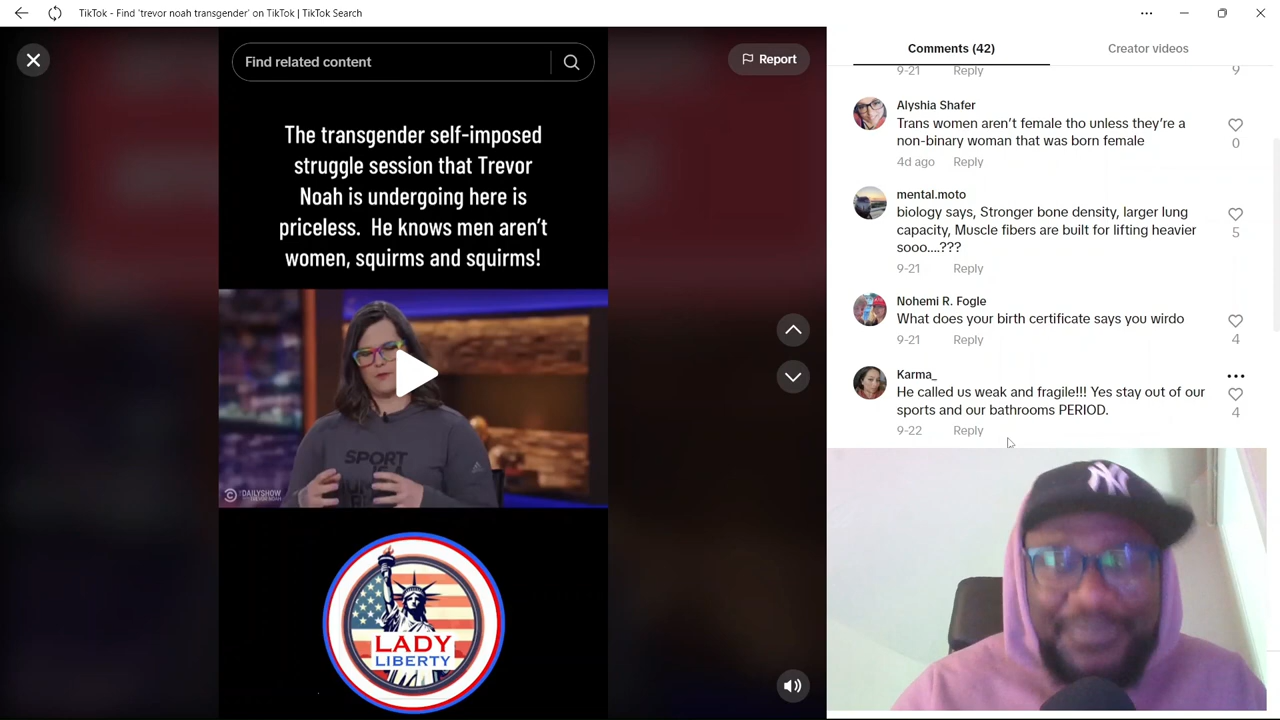 TikTok - Find 'trevor noah transgender' on TikTok | TikTok Search
Find related content
Report
The transgender self-imposed
struggle session that Trevor
Noah is undergoing here is
priceless. He knows men aren't
women, squirms and squirms!
SPORT
THE DAILY SHOW
LADY
LIBERTY
Comments (42)
Creator videos
9-21
Reply
9
Alyshia Shafer
Trans women aren't female tho unless they're a
non-binary woman that was born female
0
4d ago
Reply
mental.moto
biology says, Stronger bone density, larger lung
capacity, Muscle fibers are built for lifting heavier
sooo....???
5
9-21
Reply
Nohemi R. Fogle
What does your birth certificate says you wirdo
9-21
Reply
4
Karma_
He called us weak and fragile!!! Yes stay out of our
sports and our bathrooms PERIOD.
4
9-22
Reply
NY